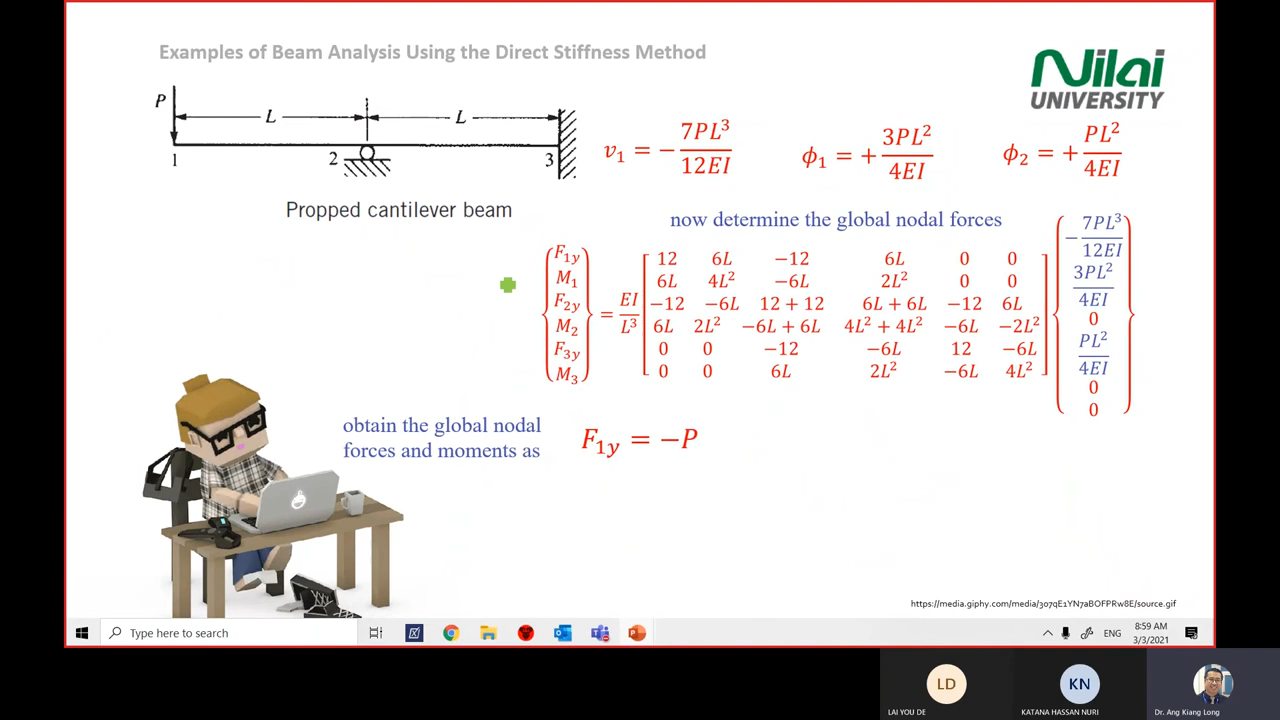 Examples of Beam Analysis Using the Direct Stiffness Method
Nilai
UNIVERSITY
P
L
L
1
2
3
Propped cantilever beam
v₁ = − 7PL³ / 12EI
ϕ₁ = + 3PL² / 4EI
ϕ₂ = + PL² / 4EI
now determine the global nodal forces
F₁y
M₁
F₂y
M₂
F₃y
M₃
= EI / L³
12 6L −12 6L 0 0
6L 4L² −6L 2L² 0 0
−12 −6L 12 + 12 6L + 6L −12 6L
6L 2L² −6L + 6L 4L² + 4L² −6L −2L²
0 0 −12 −6L 12 −6L
0 0 6L 2L² −6L 4L²
− 7PL³ / 12EI
3PL² / 4EI
0
PL² / 4EI
0
0
obtain the global nodal
forces and moments as
F₁y = −P
https://media.giphy.com/media/3o7qE1YN7aBOFPRw8E/source.gif
Type here to search
ENG
8:59 AM
3/3/2021
LD
LAI YOU DE
KN
KATANA HASSAN NURI
Dr. Ang Kiang Long